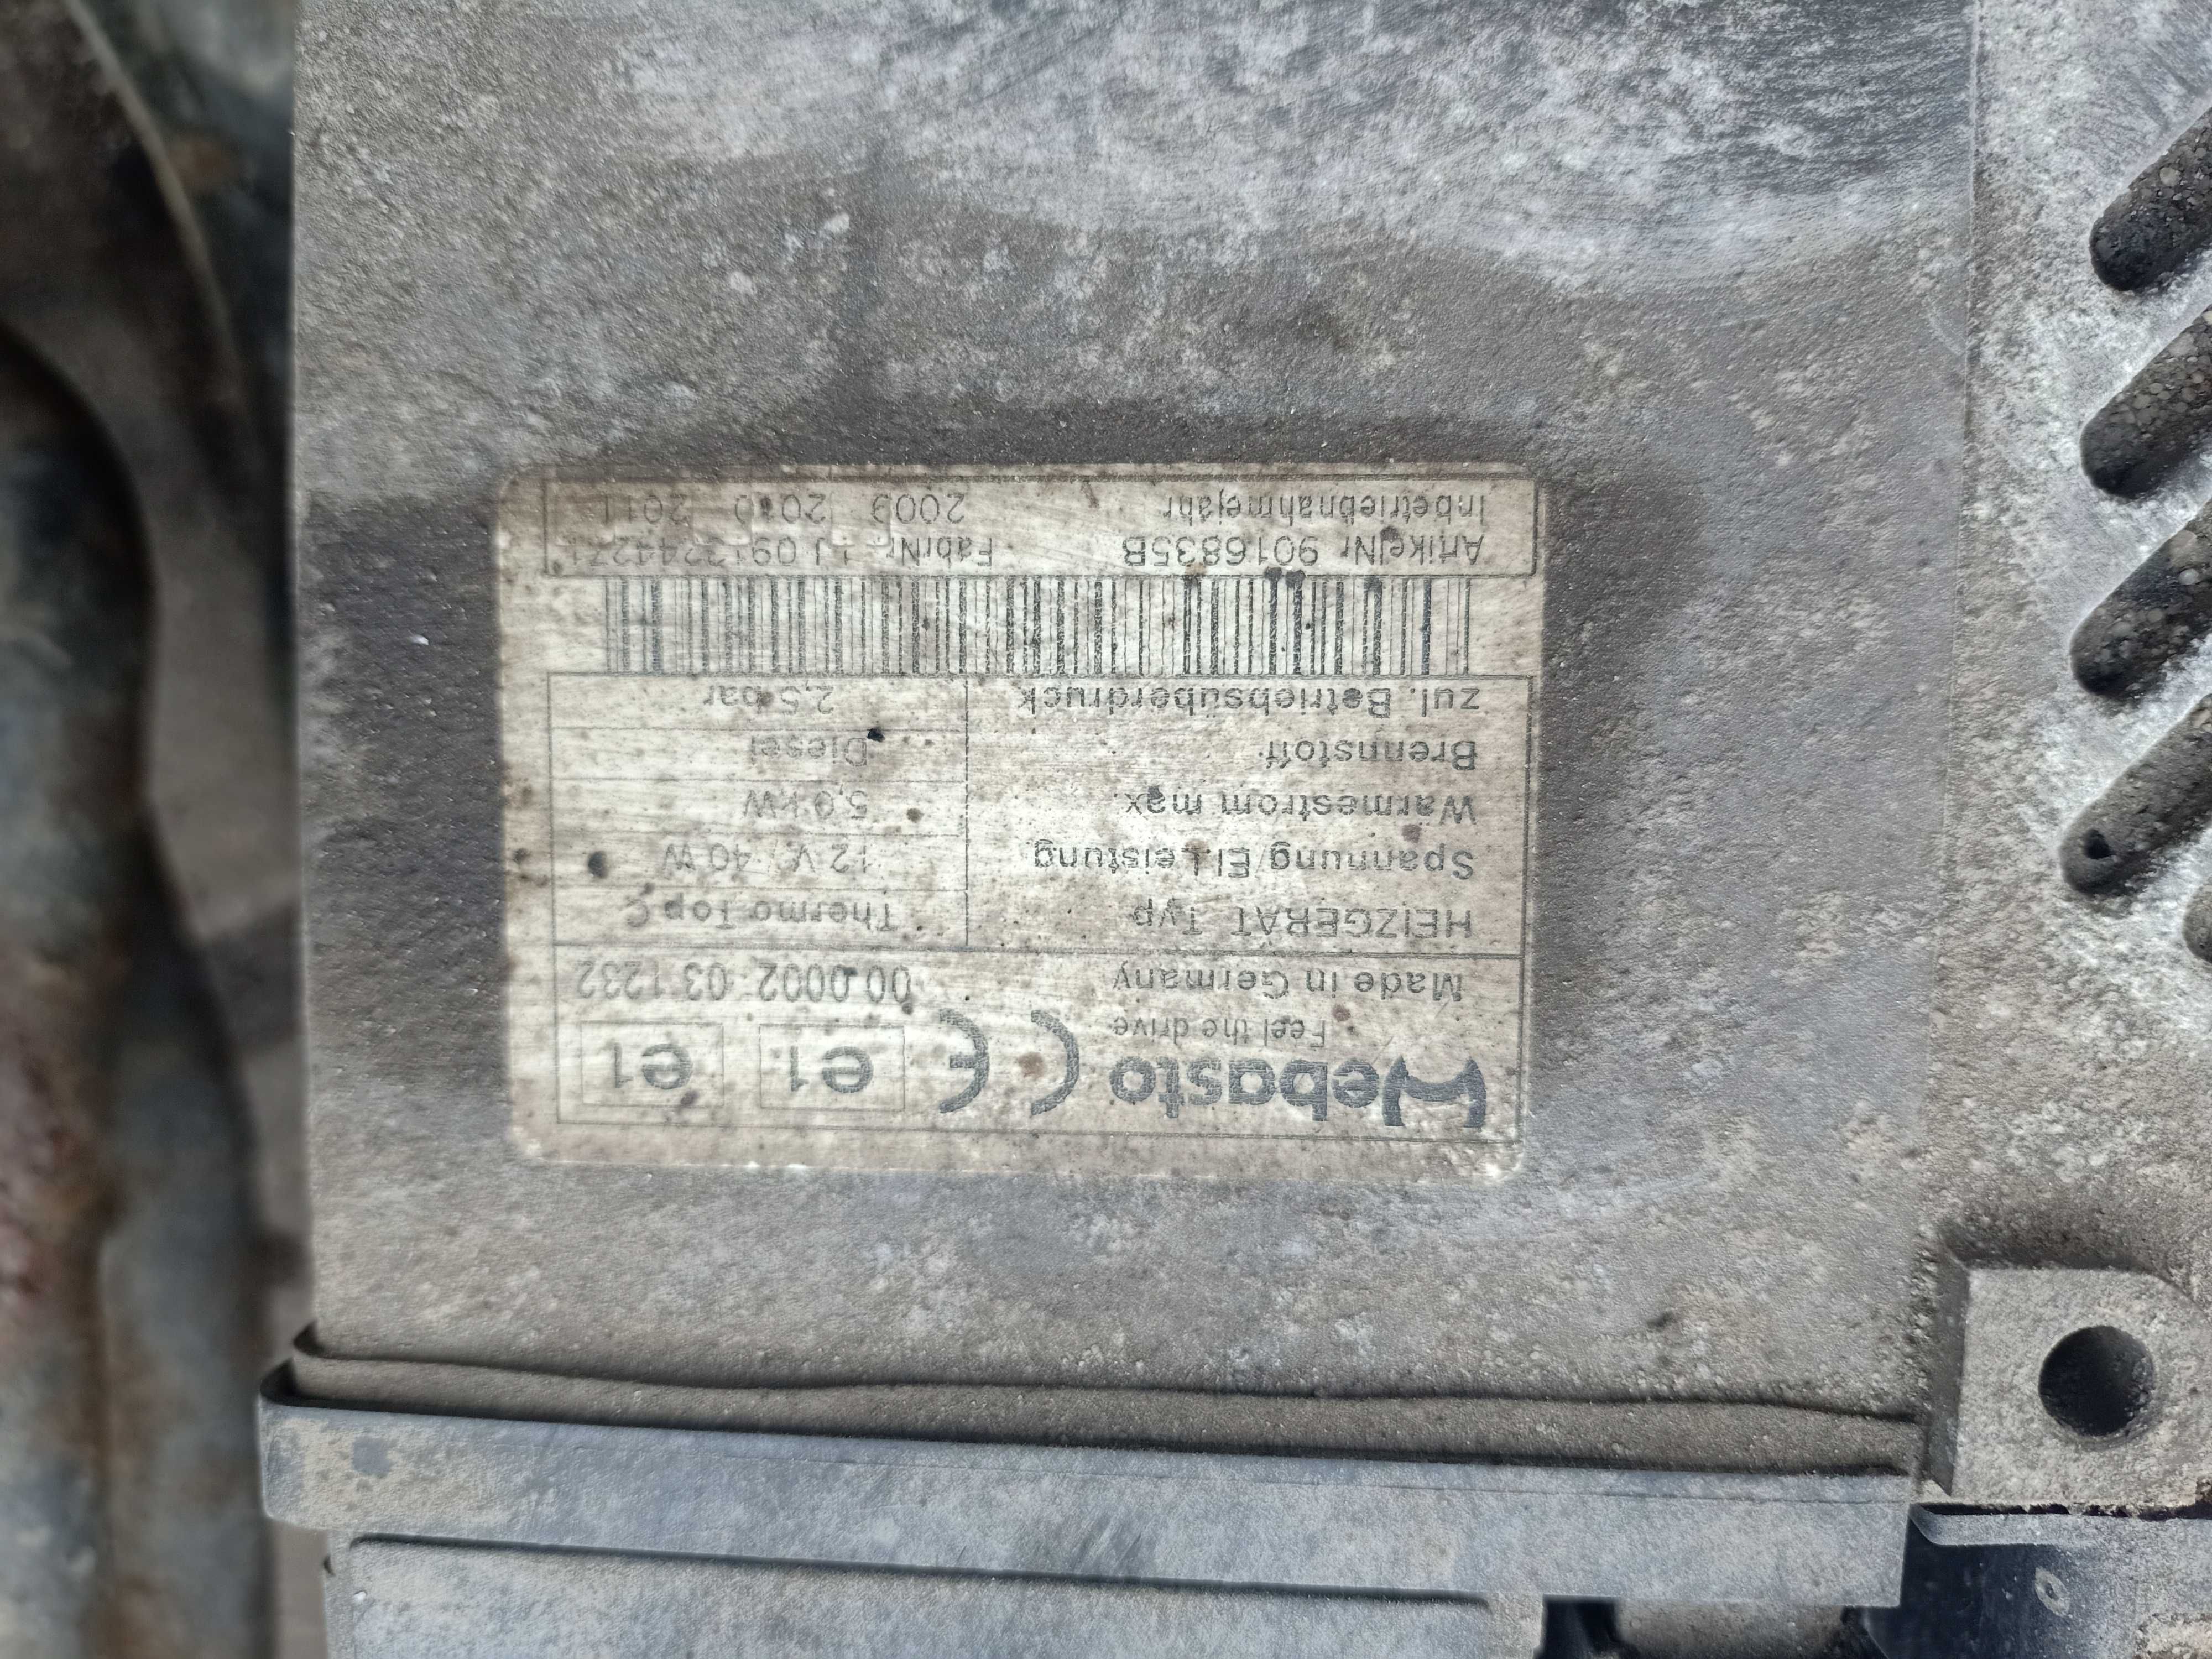 Webasto CE e1 e1
Feel the drive
Made in Germany 00 0002 03 1232
HEIZGERÄT Typ Thermo Top C
Spannung/El.Leistung 12 V / 40 W
Wärmestrom max. 5,0 kW
Brennstoff Diesel
zul. Betriebsüberdruck 2,5 bar
ArtikelNr 9016835B FabrNr.
Inbetriebnahmejahr 2009 2010 2011